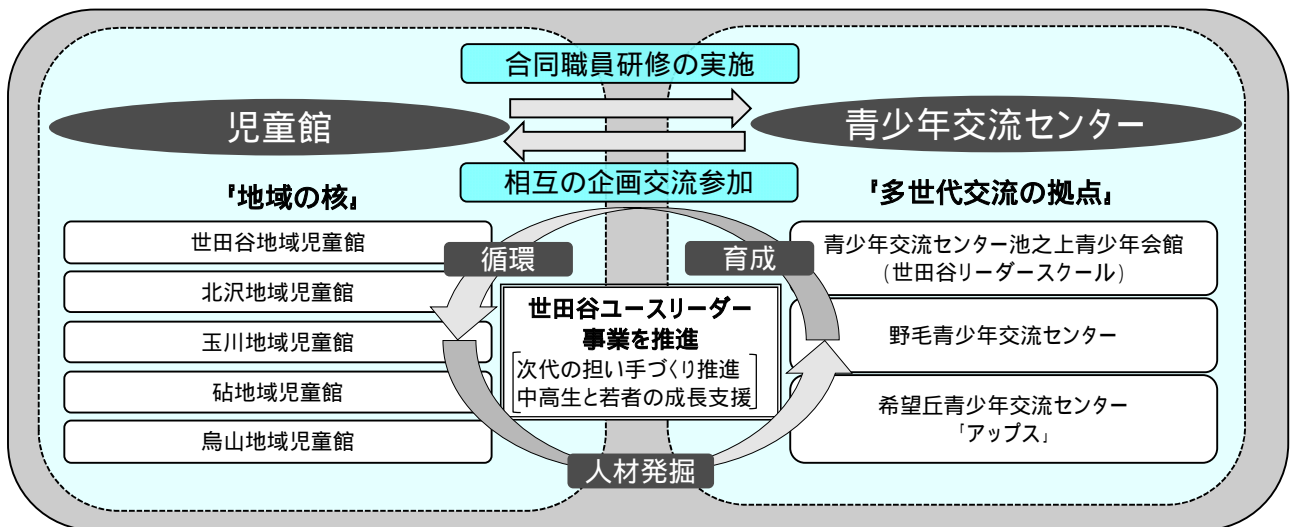 合同職員研修の実施
児童館
青少年交流センター
相互の企画交流参加
『地域の核』
世田谷地域児童館
北沢地域児童館
玉川地域児童館
砧地域児童館
烏山地域児童館
循環
育成
世田谷ユースリーダー
事業を推進
次代の担い手づくり推進
中高生と若者の成長支援
人材発掘
『多世代交流の拠点』
青少年交流センター池之上青少年会館
(世田谷リーダースクール)
野毛青少年交流センター
希望丘青少年交流センター
「アップス」